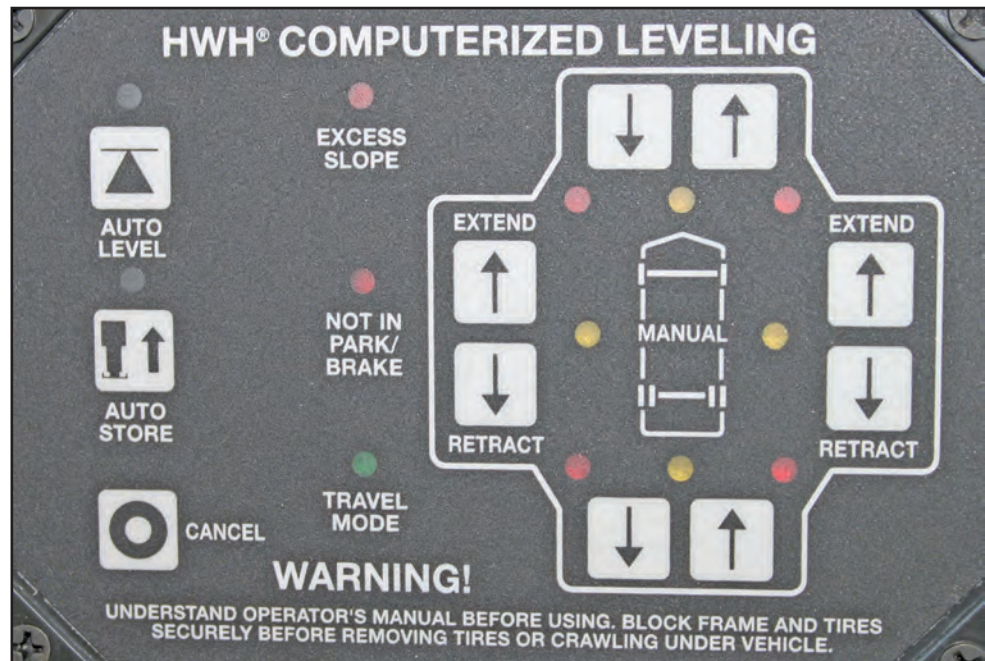 HWH® COMPUTERIZED LEVELING
AUTO
LEVEL
AUTO
STORE
CANCEL
EXCESS
SLOPE
NOT IN
PARK/
BRAKE
TRAVEL
MODE
EXTEND
RETRACT
MANUAL
EXTEND
RETRACT
WARNING!
UNDERSTAND OPERATOR'S MANUAL BEFORE USING. BLOCK FRAME AND TIRES
SECURELY BEFORE REMOVING TIRES OR CRAWLING UNDER VEHICLE.